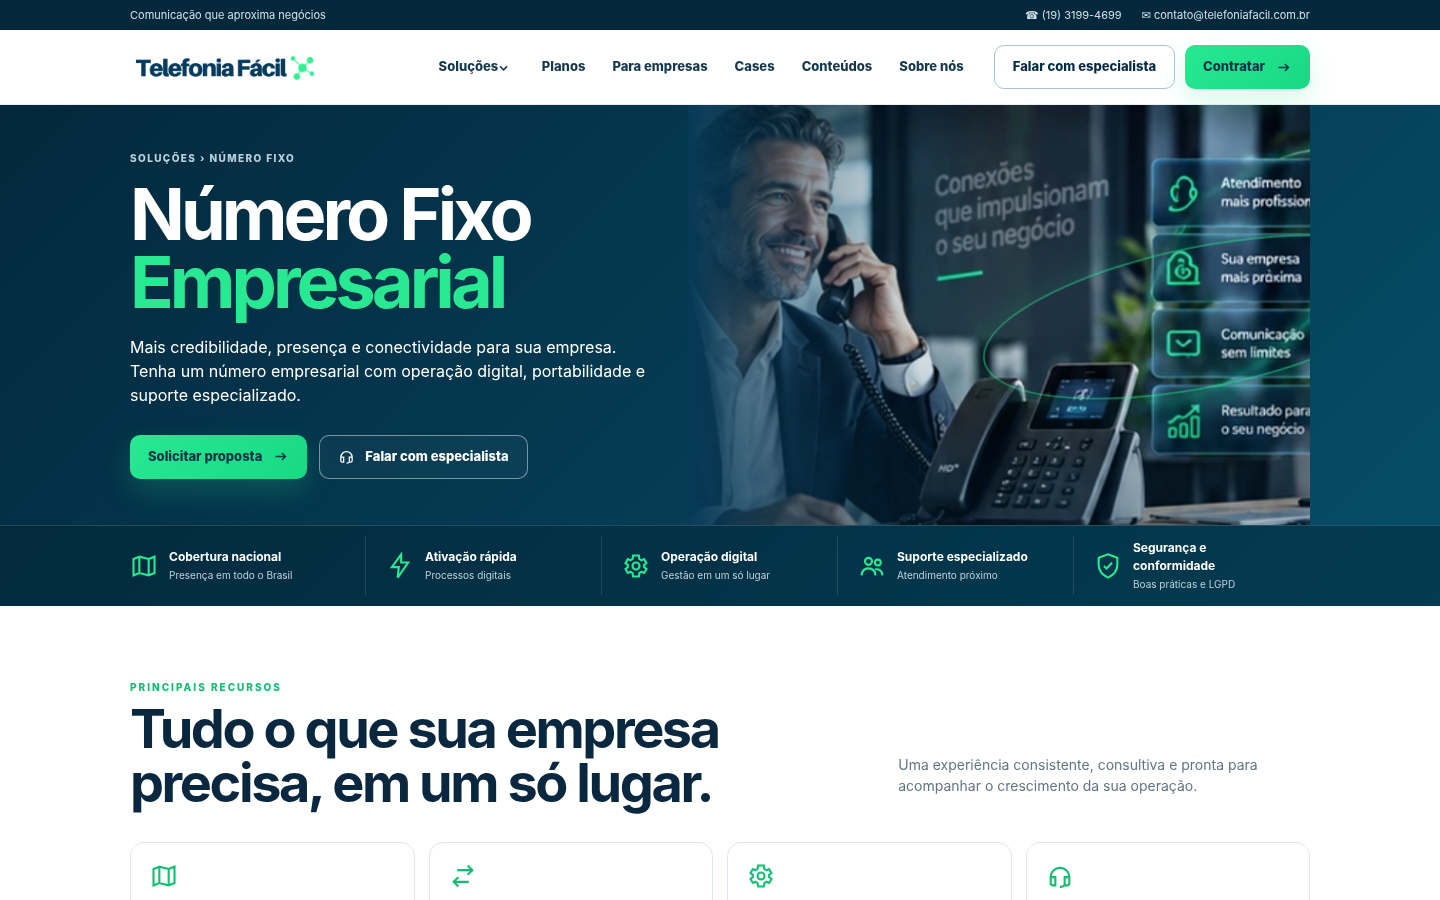 Comunicação que aproxima negócios
☎ (19) 3199-4699
✉ contato@telefoniafacil.com.br
Telefonia Fácil
Soluções
Planos
Para empresas
Cases
Conteúdos
Sobre nós
Falar com especialista
Contratar →
SOLUÇÕES › NÚMERO FIXO
Número Fixo
Empresarial
Mais credibilidade, presença e conectividade para sua empresa.
Tenha um número empresarial com operação digital, portabilidade e
suporte especializado.
Solicitar proposta →
Falar com especialista
Conexões
que impulsionam
o seu negócio
Atendimento
mais profission
Sua empresa
mais próxima
Comunicação
sem limites
Resultado para
o seu negócio
Cobertura nacional
Presença em todo o Brasil
Ativação rápida
Processos digitais
Operação digital
Gestão em um só lugar
Suporte especializado
Atendimento próximo
Segurança e
conformidade
Boas práticas e LGPD
PRINCIPAIS RECURSOS
Tudo o que sua empresa
precisa, em um só lugar.
Uma experiência consistente, consultiva e pronta para
acompanhar o crescimento da sua operação.